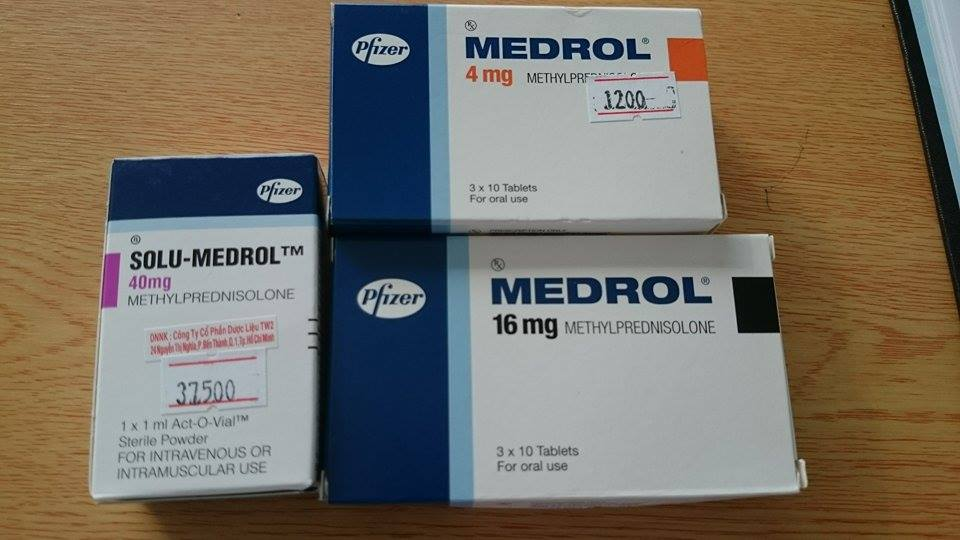 Pfizer
MEDROL®
4 mg
1200
3 x 10 Tablets
For oral use
Pfizer
SOLU-MEDROL™
40mg
METHYLPREDNISOLONE
DNNK : Công Ty Cổ Phần Dược Liệu TW2
24 Nguyễn Thị Nghĩa, P. Bến Thành, Q. 1, Tp. Hồ Chí Minh
37500
1 x 1 ml Act-O-Vial™
Sterile Powder
FOR INTRAVENOUS OR
INTRAMUSCULAR USE
Pfizer
MEDROL®
16 mg METHYLPREDNISOLONE
3 x 10 Tablets
For oral use